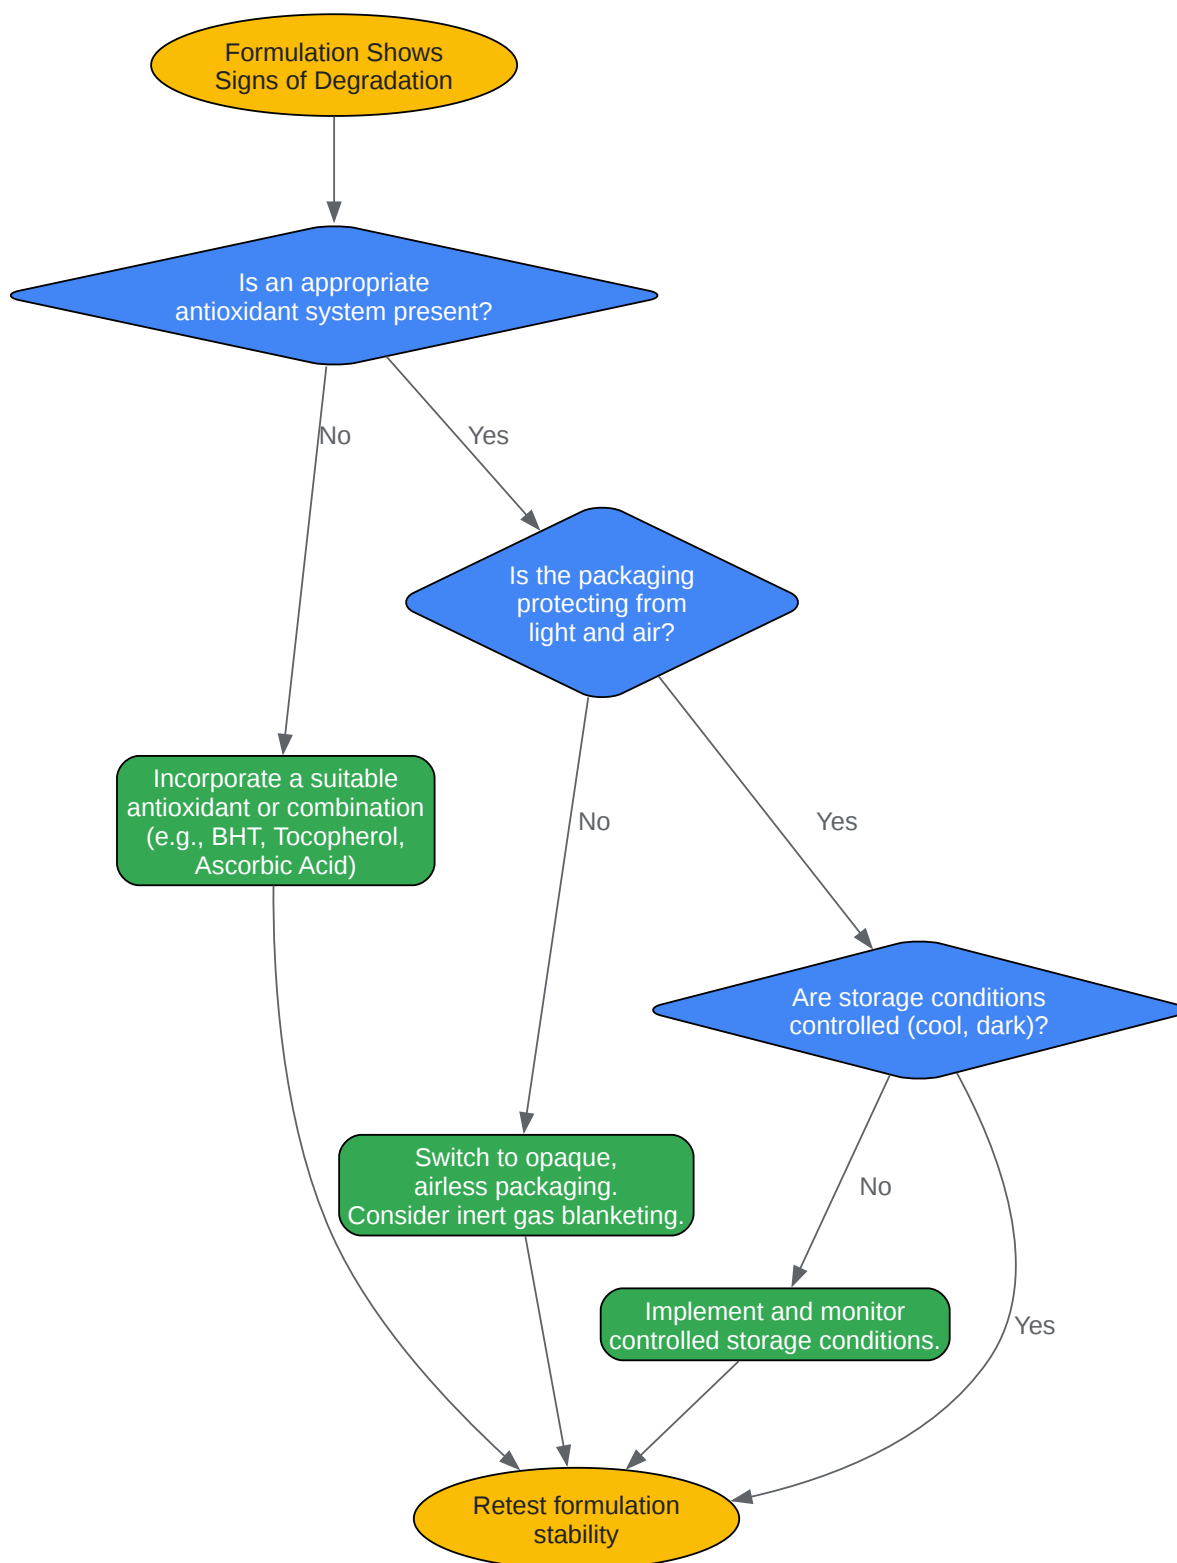 Formulation Shows
Signs of Degradation
Is an appropriate
antioxidant system present?
No
Yes
Is the packaging
protecting from
light and air?
Incorporate a suitable
antioxidant or combination
(e.g., BHT, Tocopherol,
Ascorbic Acid)
No
Yes
Are storage conditions
controlled (cool, dark)?
Switch to opaque,
airless packaging.
Consider inert gas blanketing.
No
Implement and monitor
controlled storage conditions.
Yes
Retest formulation
stability